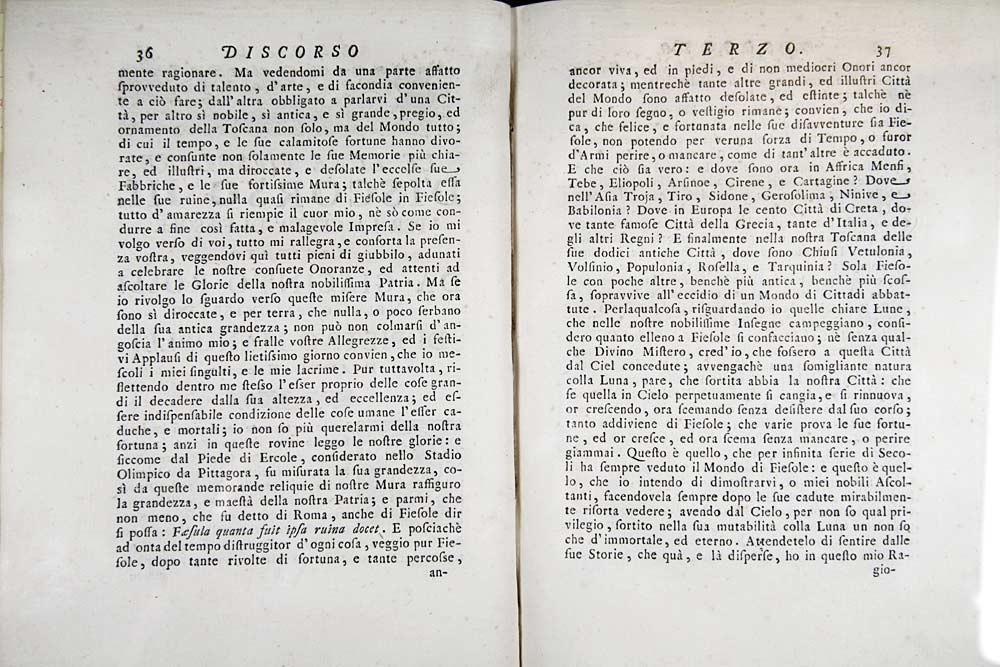 36 DISCORSO
mente ragionare. Ma vedendomi da una parte affatto
ſprovveduto di talento, d'arte, e di facondia convenien-
te a ciò fare; dall'altra obbligato a parlarvi d'una Cit-
tà, per altro sì nobile, sì antica, e sì grande, pregio, ed
ornamento della Toſcana non ſolo, ma del Mondo tutto;
di cui il tempo, e le ſue calamitoſe fortune hanno divo-
rate, e conſunte non ſolamente le ſue Memorie più chia-
re, ed illuſtri, ma diroccate, e deſolate l'eccelſe ſue
Fabbriche, e le ſue fortiſſime Mura; talchè ſepolta eſſa
nelle ſue ruine, nulla quaſi rimane di Fieſole in Fieſole;
tutto d'amarezza ſi riempie il cuor mio, nè sò come con-
durre a fine così fatta, e malagevole Impreſa. Se io mi
volgo verſo di voi, tutto mi rallegra, e conforta la preſen-
za voſtra, veggendovi quì tutti pieni di giubbilo, adunati
a celebrare le noſtre conſuete Onoranze, ed attenti ad
aſcoltare le Glorie della noſtra nobiliſſima Patria. Ma ſe
io rivolgo lo ſguardo verſo queſte miſere Mura, che ora
ſono sì diroccate, e per terra, che nulla, o poco ſerbano
della ſua antica grandezza; non può non colmarſi d'an-
goſcia l'animo mio; e fralle voſtre Allegrezze, ed i feſti-
vi Applauſi di queſto lietiſſimo giorno convien, che io me-
ſcoli i miei ſingulti, e le mie lacrime. Pur tuttavolta, ri-
flettendo dentro me ſteſſo l'eſſer proprio delle coſe gran-
di il decadere dalla ſua altezza, ed eccellenza; ed eſ-
ſere indiſpenſabile condizione delle coſe umane l'eſſer ca-
duche, e mortali; io non ſo più querelarmi della noſtra
fortuna; anzi in queſte rovine leggo le noſtre glorie: e
ſiccome dal Piede di Ercole, conſiderato nello Stadio
Olimpico da Pittagora, fu miſurata la ſua grandezza, co-
sì da queſte memorande reliquie di noſtre Mura raffiguro
la grandezza, e maeſtà della noſtra Patria; e parmi, che
non meno, che fu detto di Roma, anche di Fieſole dir
ſi poſſa: Fæſula quanta fuit ipſa ruina docet. E poſciachè
ad onta del tempo diſtruggitor d'ogni coſa, veggio pur Fie-
ſole, dopo tante rivolte di fortuna, e tante percoſſe,
an-
TERZO. 37
ancor viva, ed in piedi, e di non mediocri Onori ancor
decorata; mentrechè tante altre grandi, ed illuſtri Città
del Mondo ſono affatto deſolate, ed eſtinte; talchè nè
pur di loro ſegno, o veſtigio rimane; convien, che io di-
ca, che felice, e fortunata nelle ſue diſavventure ſia Fie-
ſole, non potendo per veruna forza di Tempo, o furor
d'Armi perire, o mancare, come di tant'altre è accaduto.
E che ciò ſia vero: e dove ſono ora in Affrica Menfi,
Tebe, Eliopoli, Arſinoe, Cirene, e Cartagine? Dove
nell'Aſia Troja, Tiro, Sidone, Geroſolima, Ninive, e
Babilonia? Dove in Europa le cento Città di Creta, do-
ve tante famoſe Città della Grecia, tante d'Italia, e de-
gli altri Regni? E finalmente nella noſtra Toſcana delle
ſue dodici antiche Città, dove ſono Chiuſi Vetulonia,
Volſinio, Populonia, Roſella, e Tarquinia? Sola Fieſo-
le con poche altre, benchè più antica, benchè più ſcoſ-
ſa, ſopravvive all'eccidio di un Mondo di Cittadi abbat-
tute. Perlaqualcoſa, riſguardando io quelle chiare Lune,
che nelle noſtre nobiliſſime Inſegne campeggiano, conſi-
dero quanto elleno a Fieſole ſi confacciano; nè ſenza qual-
che Divino Miſtero, cred'io, che foſſero a queſta Città
dal Ciel concedute; avvengachè una ſomigliante natura
colla Luna, pare, che ſortita abbia la noſtra Città: che
ſe quella in Cielo perpetuamente ſi cangia, e ſi rinnuova,
or creſcendo, ora ſcemando ſenza deſiſtere dal ſuo corſo;
tanto addiviene di Fieſole; che varie prova le ſue fortu-
ne, ed or creſce, ed ora ſcema ſenza mancare, o perire
giammai. Queſto è quello, che per infinita ſerie di Seco-
li ha ſempre veduto il Mondo di Fieſole: e queſto è quel-
lo, che io intendo di dimoſtrarvi, o miei nobili Aſcol-
tanti, facendovela ſempre dopo le ſue cadute mirabilmen-
te riſorta vedere; avendo dal Cielo, per non ſo qual pri-
vilegio, ſortito nella ſua mutabilità colla Luna un non ſo
che d'immortale, ed eterno. Attendetelo di ſentire dalle
ſue Storie, che quà, e là diſperſe, ho in queſto mio Ra-
gio-